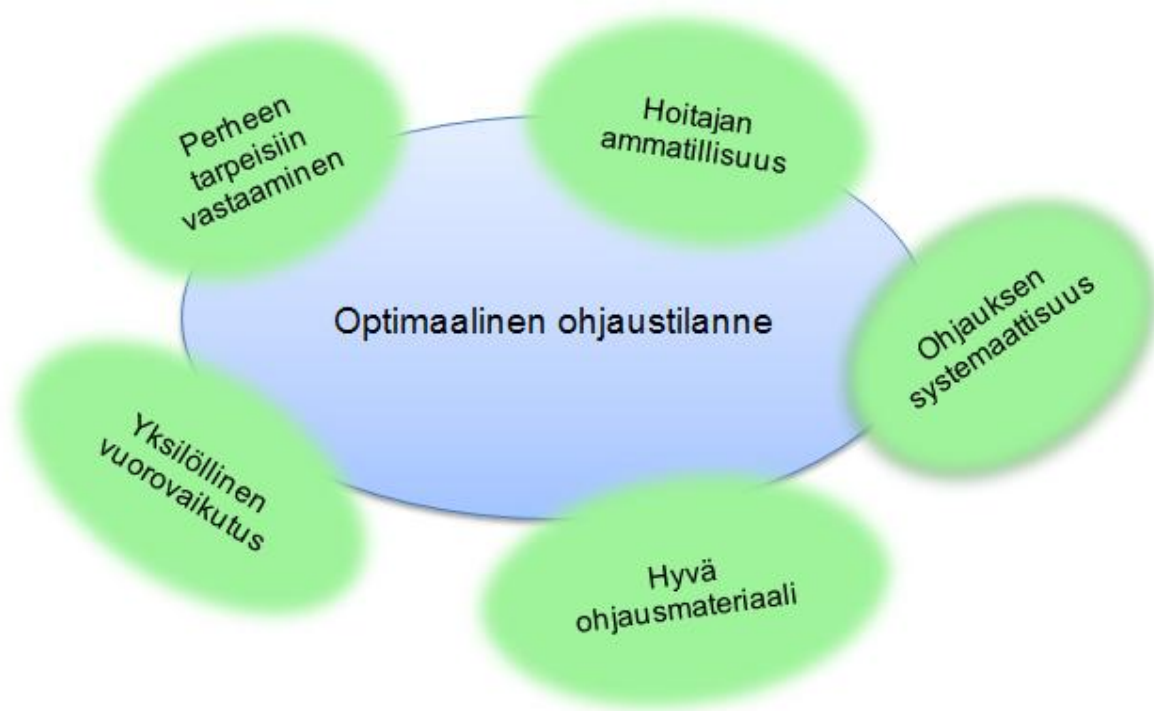 Perheen
tarpeisiin
vastaaminen
Hoitajan
ammatillisuus
Optimaalinen ohjaustilanne
Ohjauksen
systemaattisuus
Yksilöllinen
vuorovaikutus
Hyvä
ohjausmateriaali